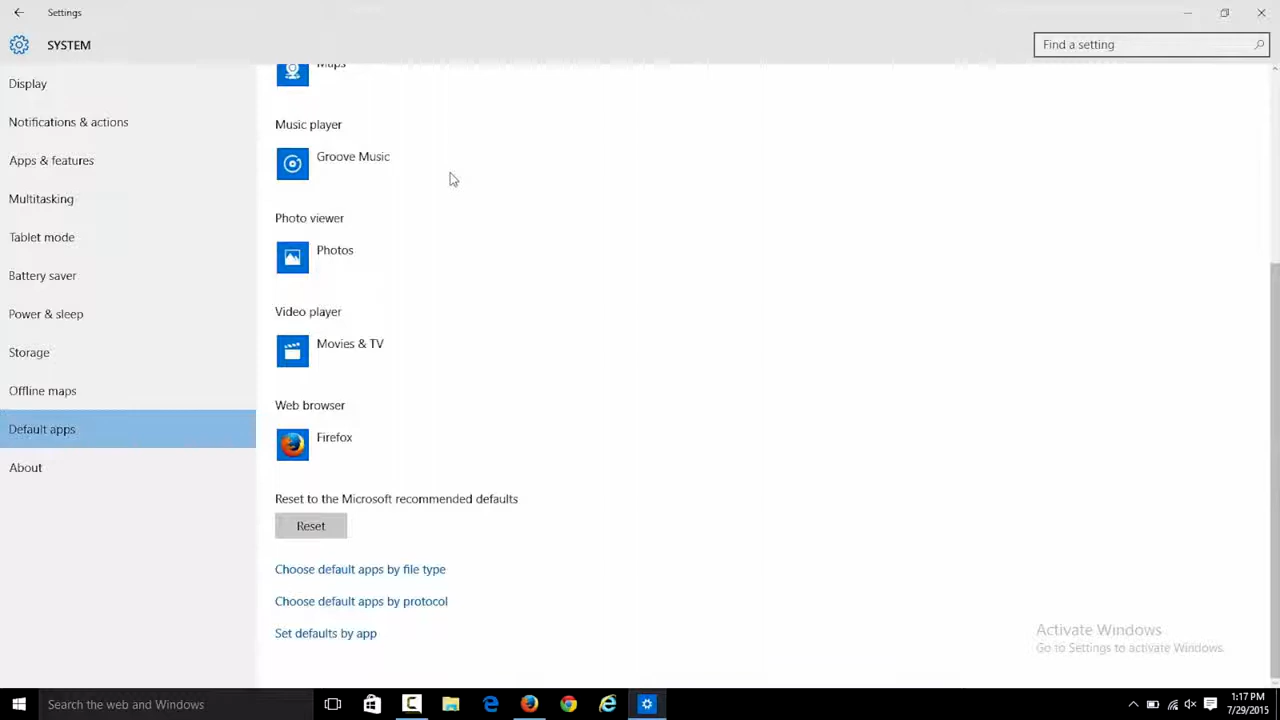 Settings
SYSTEM
Find a setting
Display
Notifications & actions
Apps & features
Multitasking
Tablet mode
Battery saver
Power & sleep
Storage
Offline maps
Default apps
About
Maps
Music player
Groove Music
Photo viewer
Photos
Video player
Movies & TV
Web browser
Firefox
Reset to the Microsoft recommended defaults
Reset
Choose default apps by file type
Choose default apps by protocol
Set defaults by app
Activate Windows
Go to Settings to activate Windows.
Search the web and Windows
1:17 PM
7/29/2015